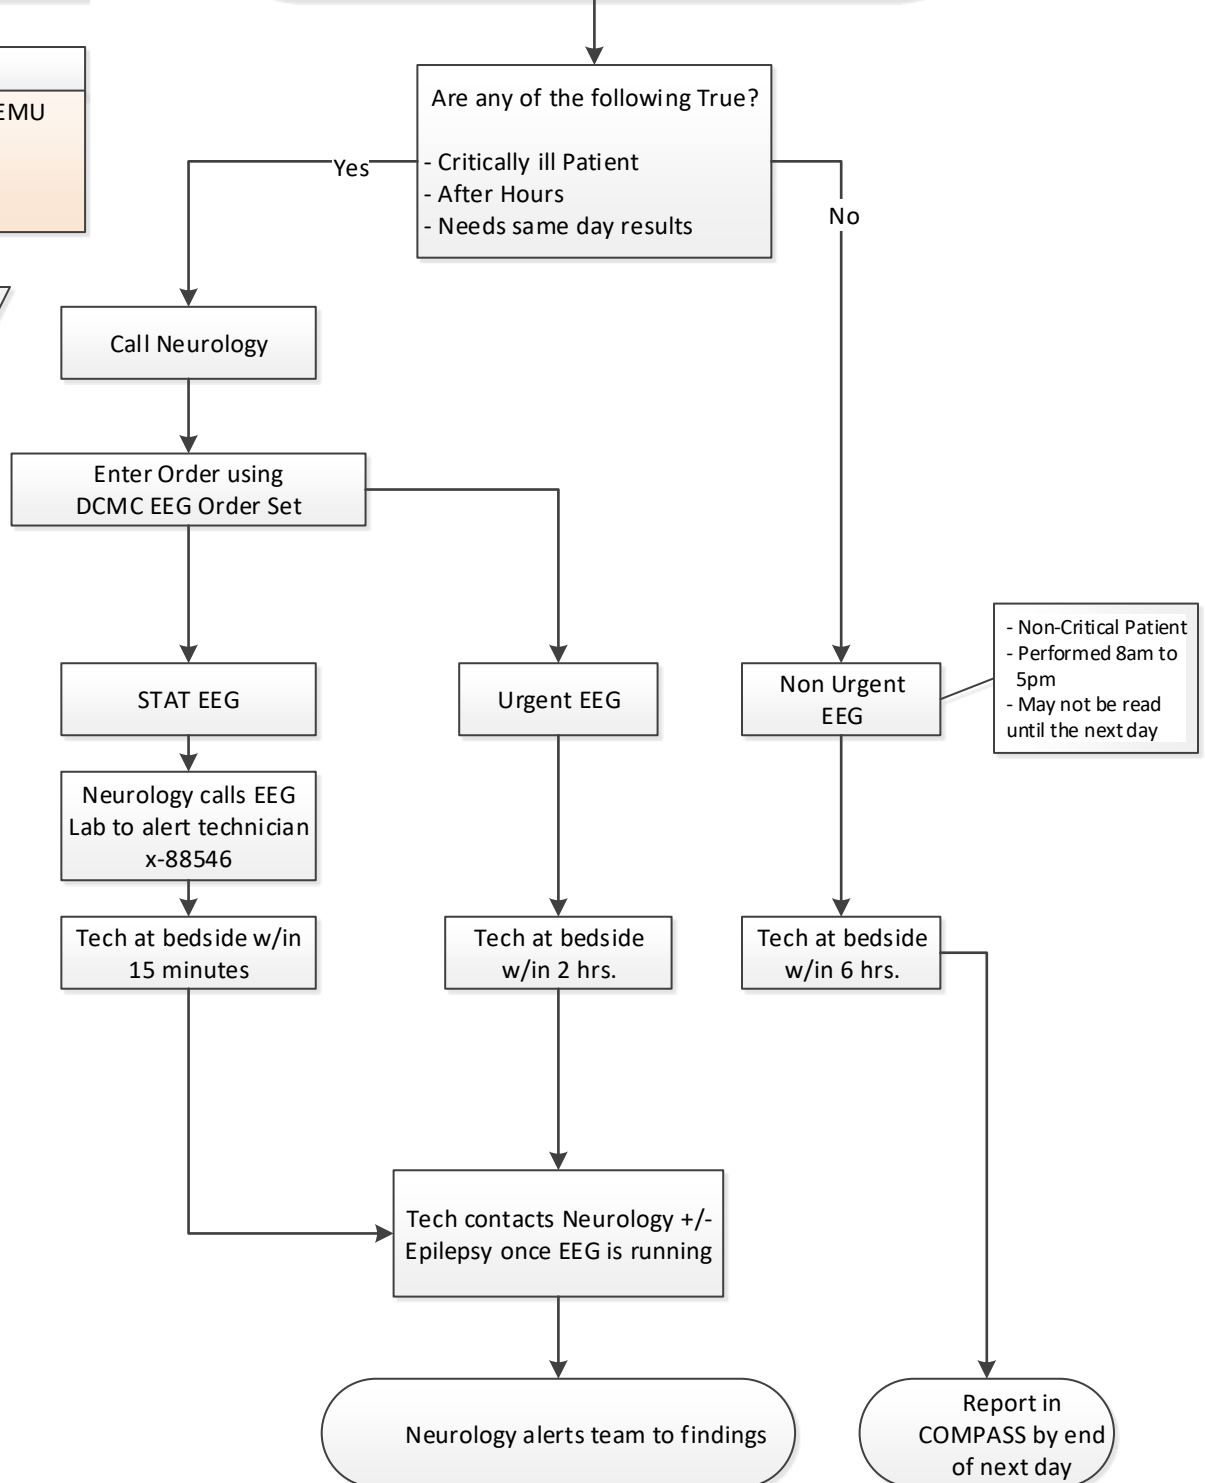 EMU
Are any of the following True?
- Critically ill Patient
- After Hours
- Needs same day results
Yes
No
Call Neurology
Enter Order using
DCMC EEG Order Set
- Non-Critical Patient
- Performed 8am to
5pm
- May not be read
until the next day
STAT EEG
Urgent EEG
Non Urgent
EEG
Neurology calls EEG
Lab to alert technician
x-88546
Tech at bedside w/in
15 minutes
Tech at bedside
w/in 2 hrs.
Tech at bedside
w/in 6 hrs.
Tech contacts Neurology +/-
Epilepsy once EEG is running
Neurology alerts team to findings
Report in
COMPASS by end
of next day